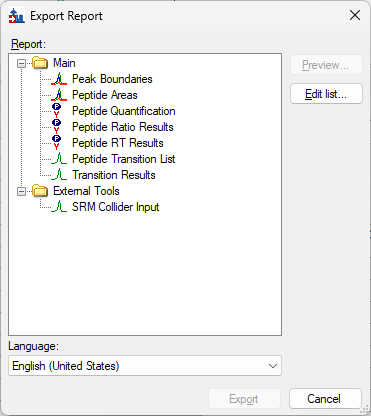 Export Report
Report:
Preview...
Edit list...
Main
Peak Boundaries
Peptide Areas
Peptide Quantification
Peptide Ratio Results
Peptide RT Results
Peptide Transition List
Transition Results
External Tools
SRM Collider Input
Language:
English (United States)
Export
Cancel